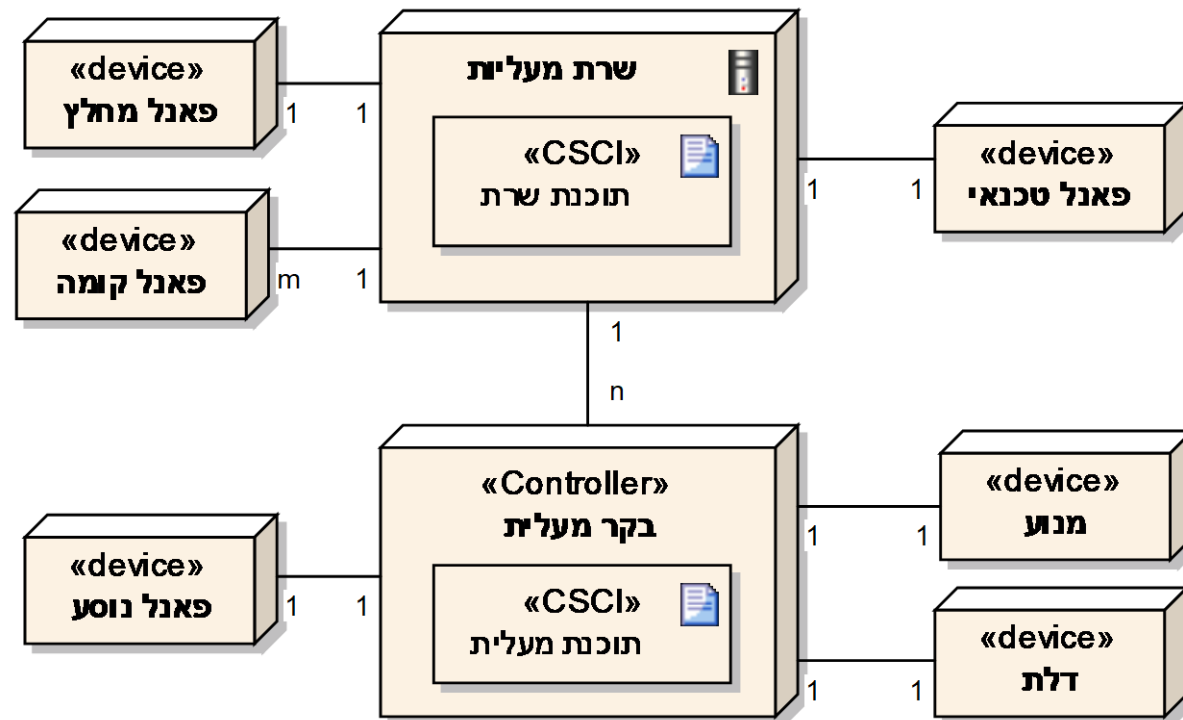 «device»
פאנל מחלץ
1 1
«device»
פאנל קומה
m 1
שרת מעליות
«CSCI»
תוכנת שרת
«device»
פאנל טכנאי
1 1
1
n
«Controller»
בקר מעלית
«CSCI»
תוכנת מעלית
«device»
פאנל נוסע
1 1
«device»
מנוע
1 1
«device»
דלת
1 1